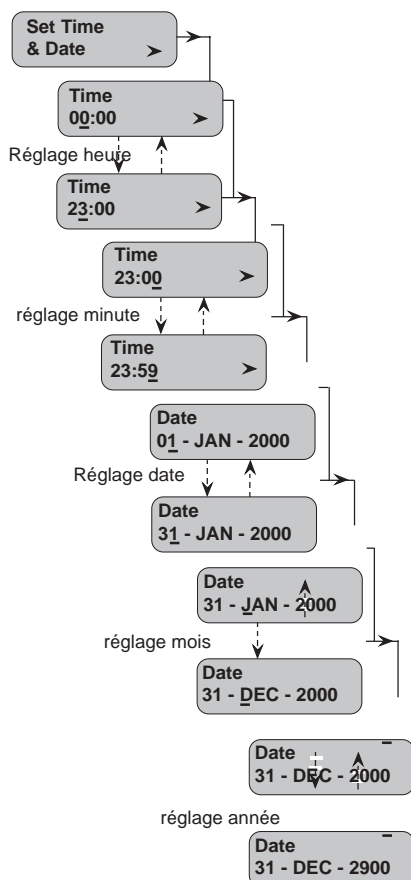 Set Time
& Date
Time
00:00
Réglage heure
Time
23:00
Time
23:00
réglage minute
Time
23:59
Date
01 - JAN - 2000
Réglage date
Date
31 - JAN - 2000
Date
31 - JAN - 2000
réglage mois
Date
31 - DEC - 2000
Date
31 - DEC - 2000
réglage année
Date
31 - DEC - 2900